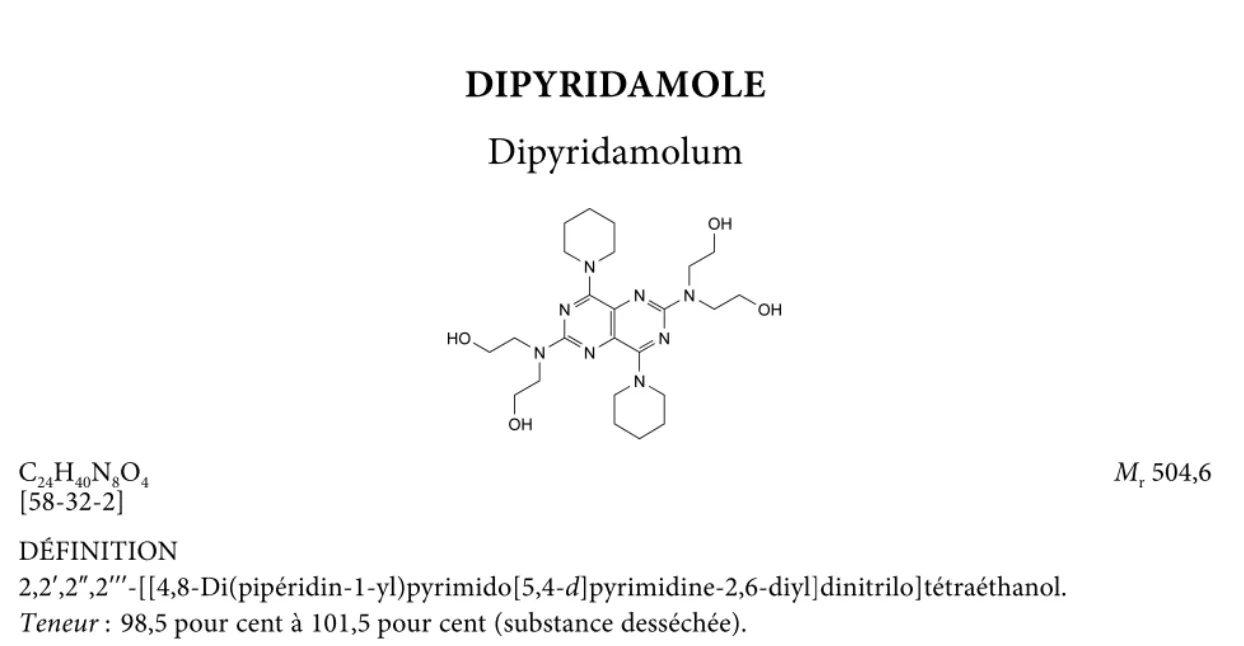 DIPYRIDAMOLE
Dipyridamolum
OH
N
N
N
N
OH
HO
N
N
N
N
OH
C₂₄H₄₀N₈O₄
Mᵣ 504,6
[58-32-2]
DÉFINITION
2,2′,2″,2‴-[[4,8-Di(pipéridin-1-yl)pyrimido[5,4-d]pyrimidine-2,6-diyl]dinitrilo]tétraéthanol.
Teneur : 98,5 pour cent à 101,5 pour cent (substance desséchée).